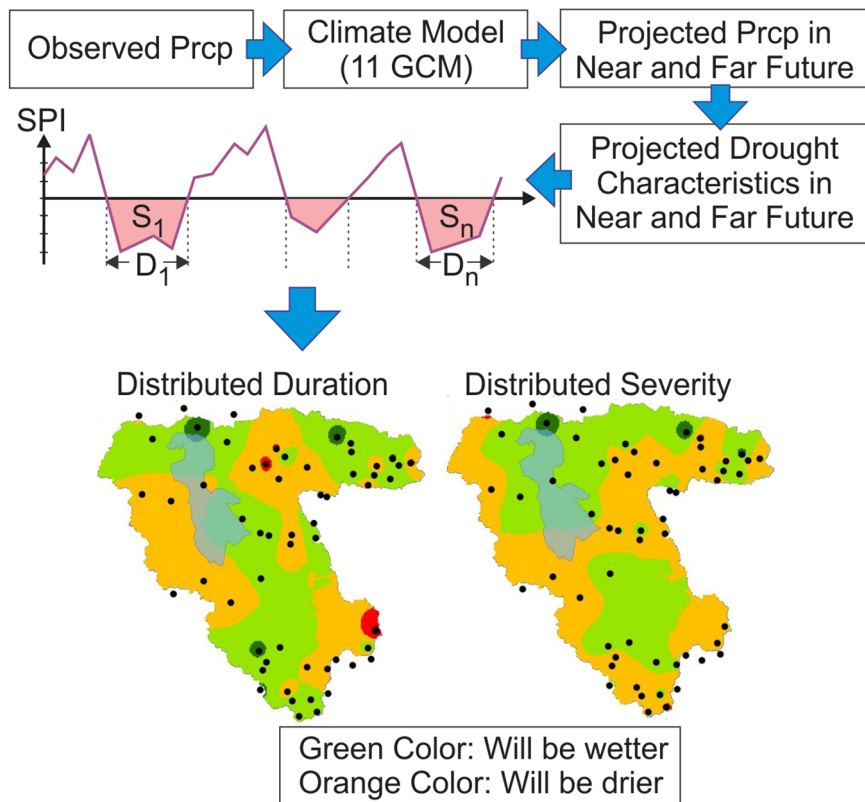 Observed Prcp
Climate Model
(11 GCM)
Projected Prcp in
Near and Far Future
Projected Drought
Characteristics in
Near and Far Future
SPI
S1
Sn
D1
Dn
Distributed Duration
Distributed Severity
Green Color: Will be wetter
Orange Color: Will be drier